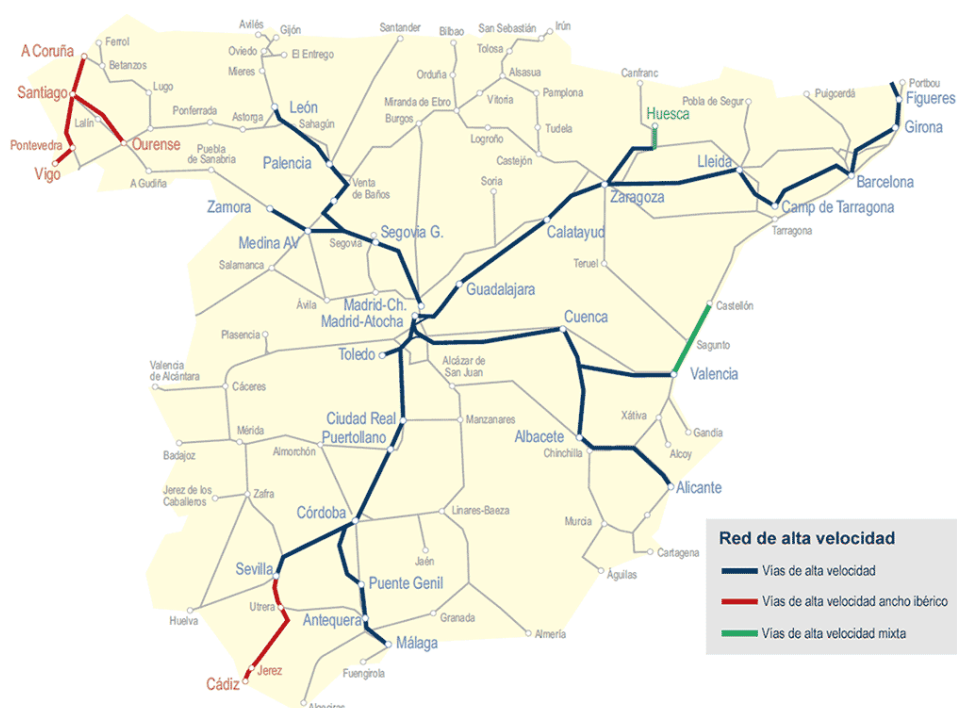 Avilés
Gijón
Santander
Bilbao
San Sebastián
Irún
A Coruña
Ferrol
Oviedo
El Entrego
Tolosa
Betanzos
Mieres
Orduña
Alsasua
Canfranc
Portbou
Santiago
Lugo
León
Miranda de Ebro
Vitoria
Pamplona
Pobla de Segur
Puigcerdá
Figueres
Ponferrada
Astorga
Sahagún
Burgos
Huesca
Lalín
Logroño
Tudela
Girona
Pontevedra
Ourense
Puebla
de Sanabria
Palencia
Castejón
Lleida
Vigo
A Gudiña
Venta
de Baños
Soria
Zaragoza
Barcelona
Zamora
Camp de Tarragona
Medina AV
Segovia
Segovia G.
Calatayud
Tarragona
Salamanca
Teruel
Ávila
Guadalajara
Madrid-Ch.
Madrid-Atocha
Castellón
Cuenca
Plasencia
Toledo
Sagunto
Valencia
de Alcántara
Alcázar de
San Juan
Valencia
Cáceres
Ciudad Real
Manzanares
Xátiva
Puertollano
Albacete
Gandía
Mérida
Badajoz
Almorchón
Chinchilla
Alcoy
Jerez de los
Caballeros
Zafra
Alicante
Córdoba
Linares-Baeza
Murcia
Red de alta velocidad
Sevilla
Jaén
Cartagena
Águilas
Vías de alta velocidad
Puente Genil
Vías de alta velocidad ancho ibérico
Huelva
Utrera
Antequera
Granada
Almería
Vías de alta velocidad mixta
Málaga
Jerez
Fuengirola
Cádiz
Algeciras